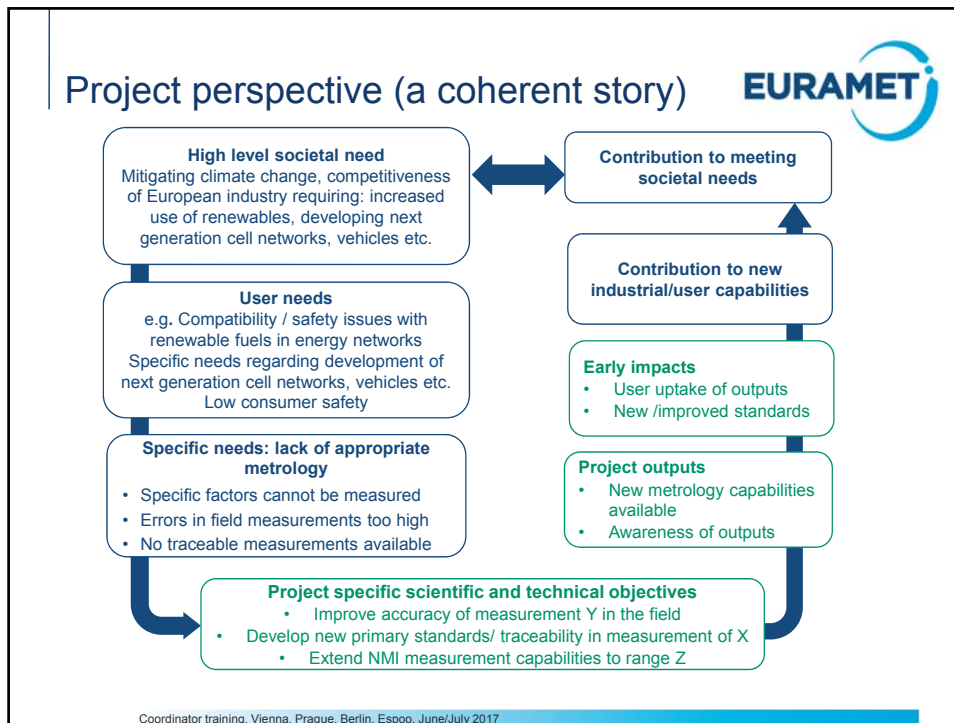 Project perspective (a coherent story)
EURAMET
High level societal need
Mitigating climate change, competitiveness
of European industry requiring: increased
use of renewables, developing next
generation cell networks, vehicles etc.
User needs
e.g. Compatibility / safety issues with
renewable fuels in energy networks
Specific needs regarding development of
next generation cell networks, vehicles etc.
Low consumer safety
Specific needs: lack of appropriate
metrology
• Specific factors cannot be measured
• Errors in field measurements too high
• No traceable measurements available
Project specific scientific and technical objectives
• Improve accuracy of measurement Y in the field
• Develop new primary standards/ traceability in measurement of X
• Extend NMI measurement capabilities to range Z
Project outputs
• New metrology capabilities
available
• Awareness of outputs
Early impacts
• User uptake of outputs
• New /improved standards
Contribution to new
industrial/user capabilities
Contribution to meeting
societal needs
Coordinator training, Vienna, Prague, Berlin, Espoo, June/July 2017